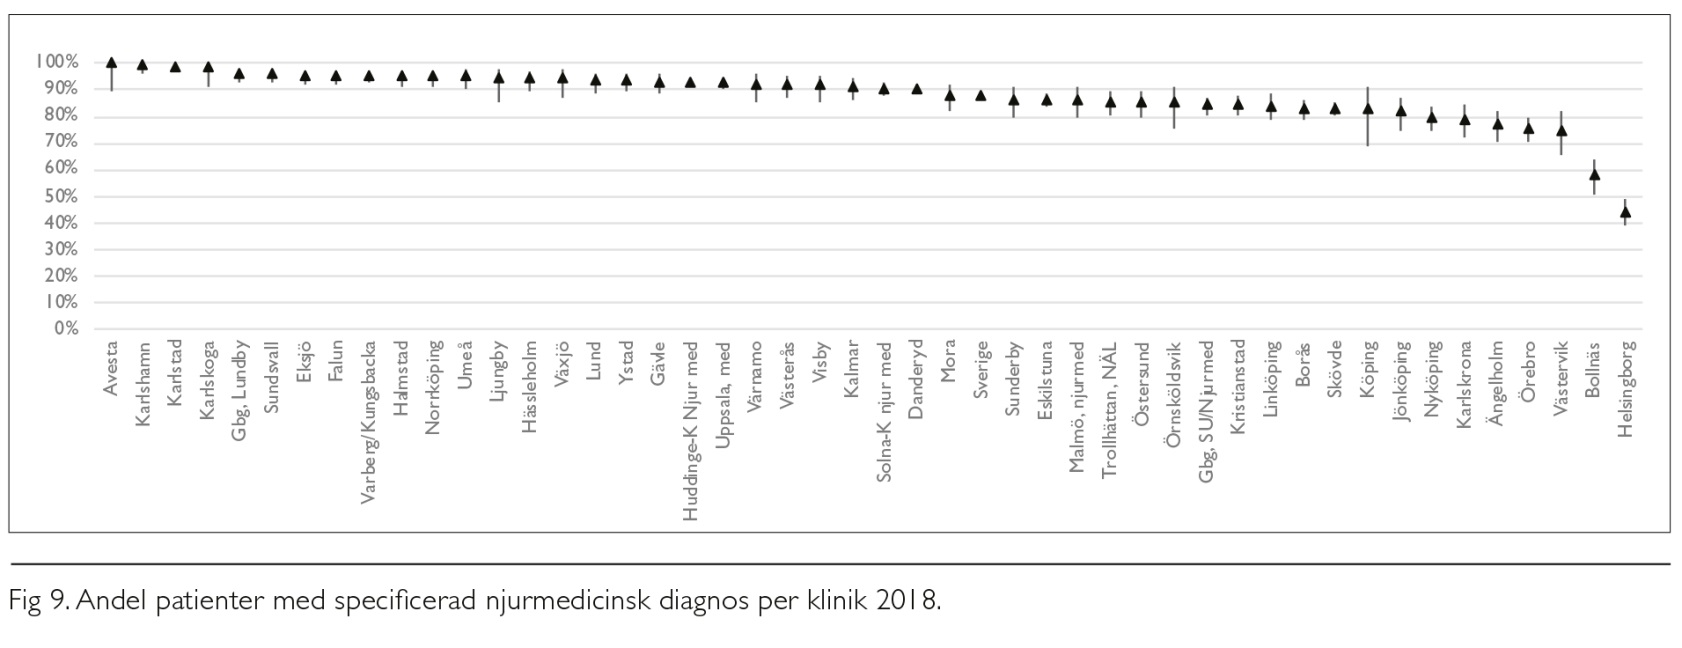 100%
90%
80%
70%
60%
50%
40%
30%
20%
10%
0%
Avesta
Karlshamn
Karlstad
Karlskoga
Gbg, Lundby
Sundsvall
Eksjö
Falun
Varberg/Kungsbacka
Halmstad
Norrköping
Umeå
Ljungby
Hässleholm
Växjö
Lund
Ystad
Gävle
Huddinge-K Njur med
Uppsala, med
Värnamo
Västerås
Visby
Kalmar
Solna-K njur med
Danderyd
Mora
Sverige
Sunderby
Eskilstuna
Malmö, njurmed
Trollhättan, NÄL
Östersund
Örnsköldsvik
Gbg, SU/Njurmed
Kristianstad
Linköping
Borås
Skövde
Köping
Jönköping
Nyköping
Karlskrona
Ängelholm
Örebro
Västervik
Bollnäs
Helsingborg
Fig 9. Andel patienter med specificerad njurmedicinsk diagnos per klinik 2018.